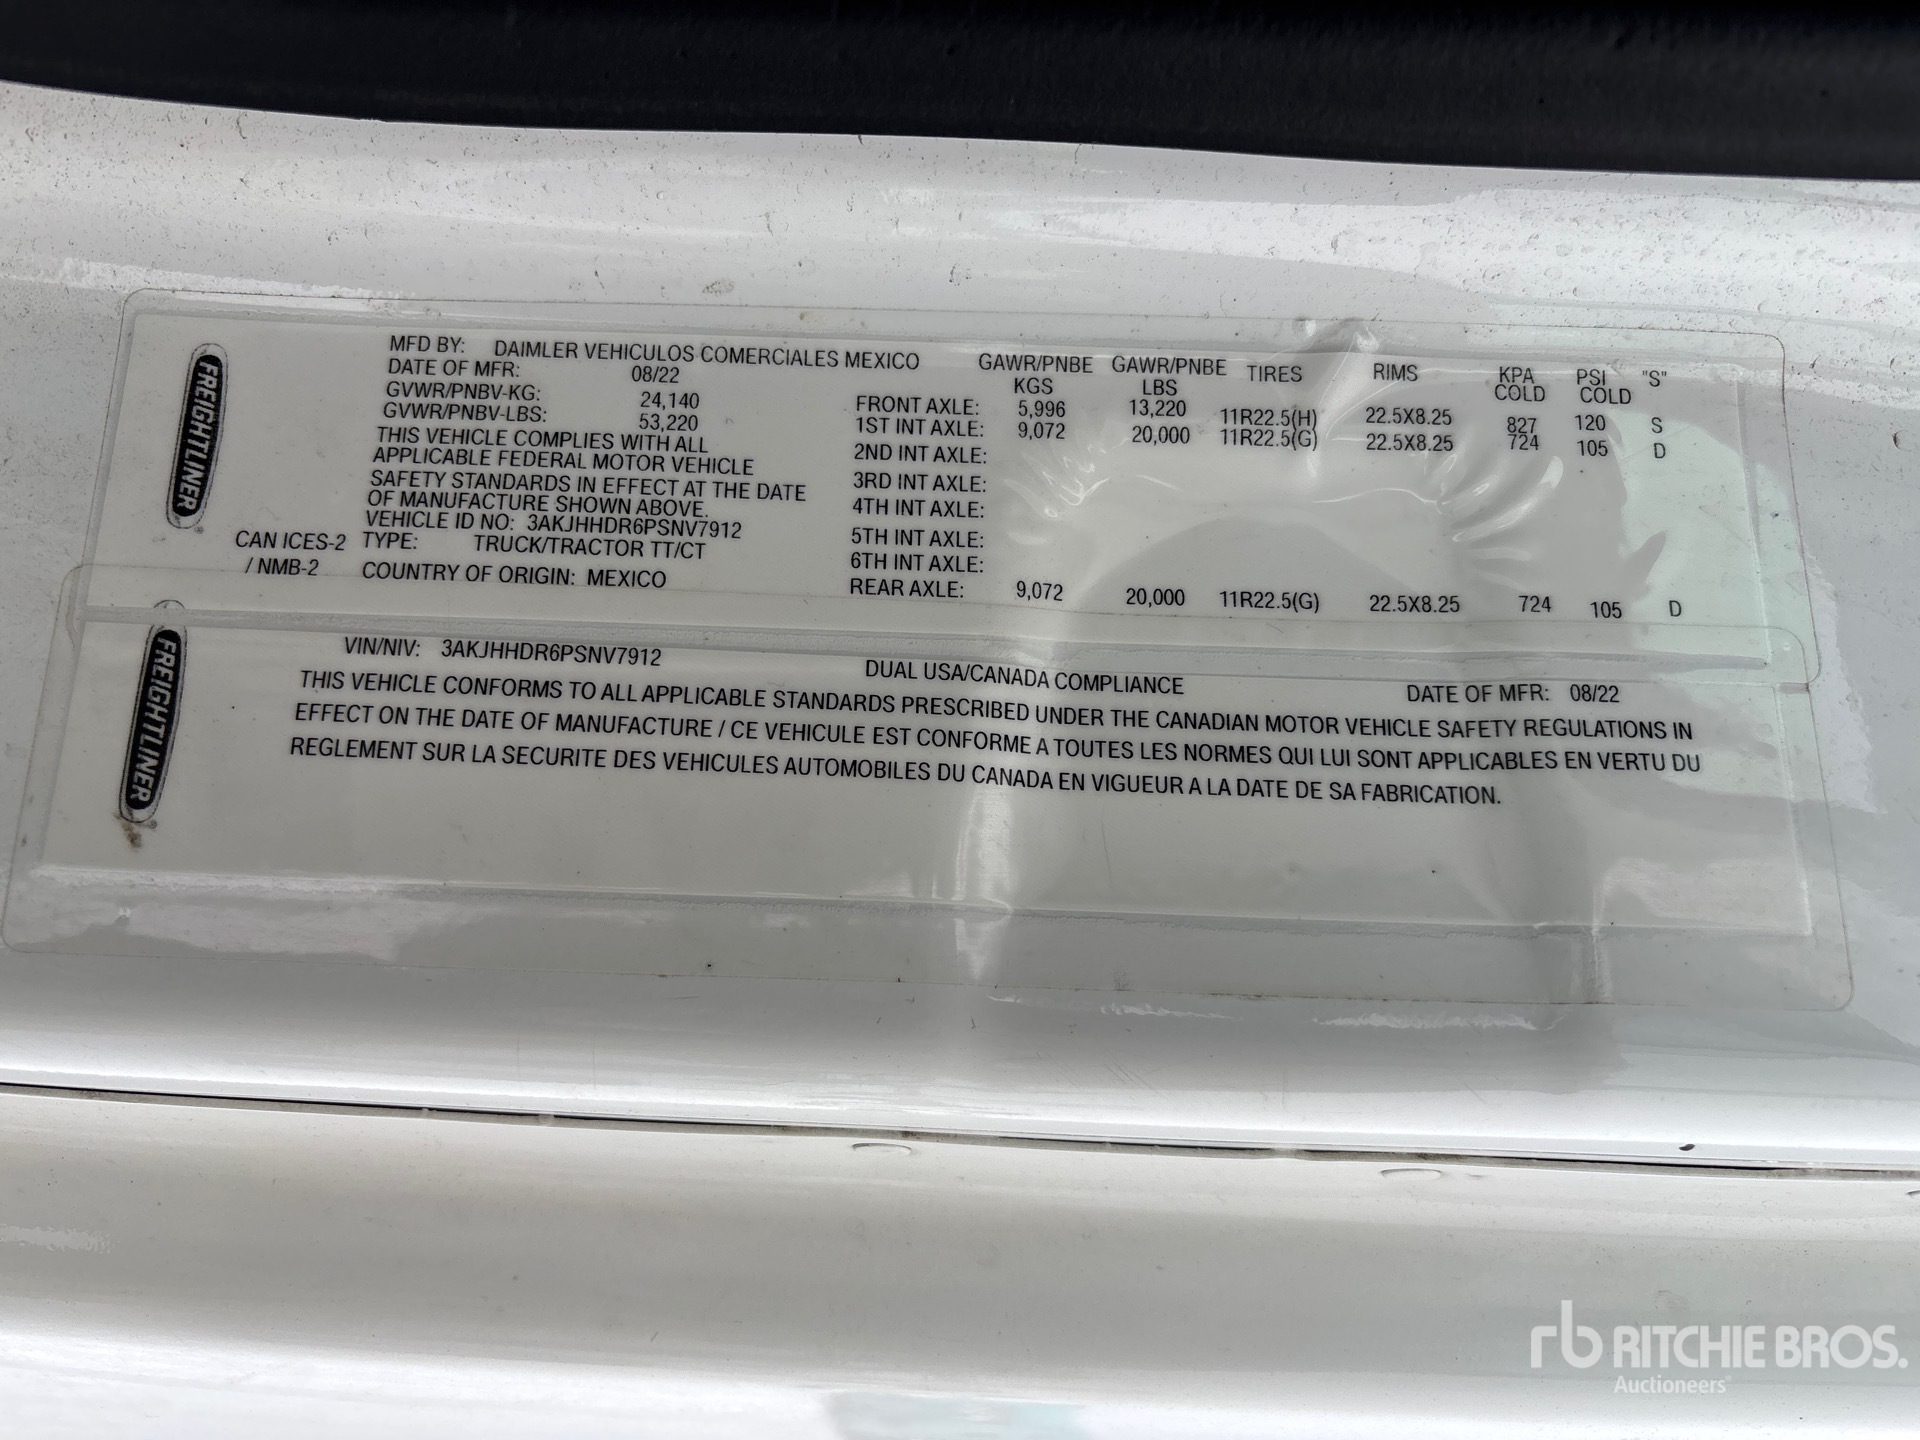 FREIGHTLINER
MFD BY: DAIMLER VEHICULOS COMERCIALES MEXICO
DATE OF MFR: 08/22
GVWR/PNBV-KG: 24,140
GVWR/PNBV-LBS: 53,220
THIS VEHICLE COMPLIES WITH ALL
APPLICABLE FEDERAL MOTOR VEHICLE
SAFETY STANDARDS IN EFFECT AT THE DATE
OF MANUFACTURE SHOWN ABOVE.
VEHICLE ID NO: 3AKJHHDR6PSNV7912
CAN ICES-2 TYPE: TRUCK/TRACTOR TT/CT
/ NMB-2 COUNTRY OF ORIGIN: MEXICO
GAWR/PNBE GAWR/PNBE TIRES RIMS KPA PSI "S"
KGS LBS COLD COLD
FRONT AXLE: 5,996 13,220 11R22.5(H) 22.5X8.25 827 120 S
1ST INT AXLE: 9,072 20,000 11R22.5(G) 22.5X8.25 724 105 D
2ND INT AXLE:
3RD INT AXLE:
4TH INT AXLE:
5TH INT AXLE:
6TH INT AXLE:
REAR AXLE: 9,072 20,000 11R22.5(G) 22.5X8.25 724 105 D
FREIGHTLINER
VIN/NIV: 3AKJHHDR6PSNV7912 DUAL USA/CANADA COMPLIANCE DATE OF MFR: 08/22
THIS VEHICLE CONFORMS TO ALL APPLICABLE STANDARDS PRESCRIBED UNDER THE CANADIAN MOTOR VEHICLE SAFETY REGULATIONS IN
EFFECT ON THE DATE OF MANUFACTURE / CE VEHICULE EST CONFORME A TOUTES LES NORMES QUI LUI SONT APPLICABLES EN VERTU DU
REGLEMENT SUR LA SECURITE DES VEHICULES AUTOMOBILES DU CANADA EN VIGUEUR A LA DATE DE SA FABRICATION.
rb RITCHIE BROS.
Auctioneers